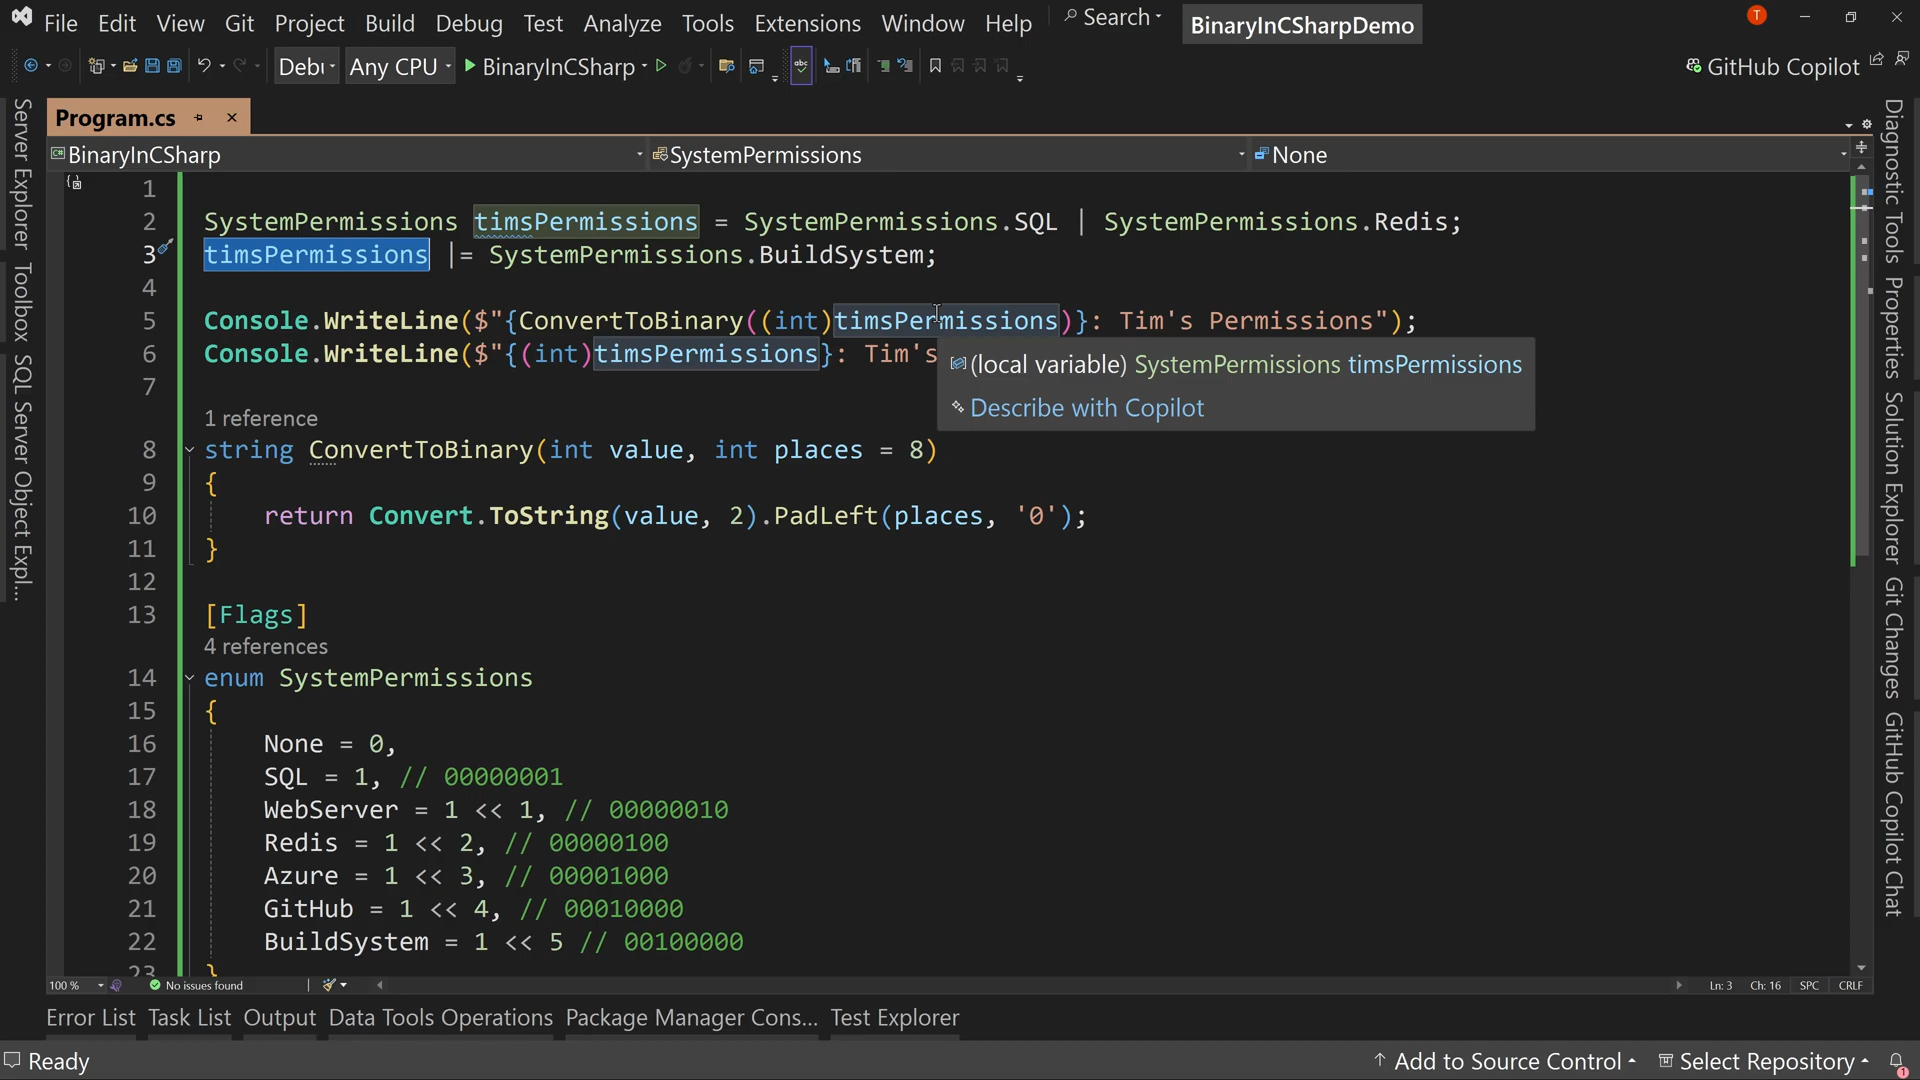 File Edit View Git Project Build Debug Test Analyze Tools Extensions Window Help Search BinaryInCSharpDemo T
Debu Any CPU BinaryInCSharp abc GitHub Copilot
Program.cs
BinaryInCSharp SystemPermissions None
1
2 SystemPermissions timsPermissions = SystemPermissions.SQL | SystemPermissions.Redis;
3 timsPermissions |= SystemPermissions.BuildSystem;
4
5 Console.WriteLine($"{ConvertToBinary((int)timsPermissions)}: Tim's Permissions");
6 Console.WriteLine($"{(int)timsPermissions}: Tim's
(local variable) SystemPermissions timsPermissions
Describe with Copilot
7
1 reference
8 string ConvertToBinary(int value, int places = 8)
9 {
10 return Convert.ToString(value, 2).PadLeft(places, '0');
11 }
12
13 [Flags]
4 references
14 enum SystemPermissions
15 {
16 None = 0,
17 SQL = 1, // 00000001
18 WebServer = 1 << 1, // 00000010
19 Redis = 1 << 2, // 00000100
20 Azure = 1 << 3, // 00001000
21 GitHub = 1 << 4, // 00010000
22 BuildSystem = 1 << 5 // 00100000
23 }
100 % No issues found Ln: 3 Ch: 16 SPC CRLF
Error List Task List Output Data Tools Operations Package Manager Cons... Test Explorer
Ready Add to Source Control Select Repository 1
Server Explorer
Toolbox
SQL Server Object Expl...
Diagnostic Tools
Properties
Solution Explorer
Git Changes
GitHub Copilot Chat